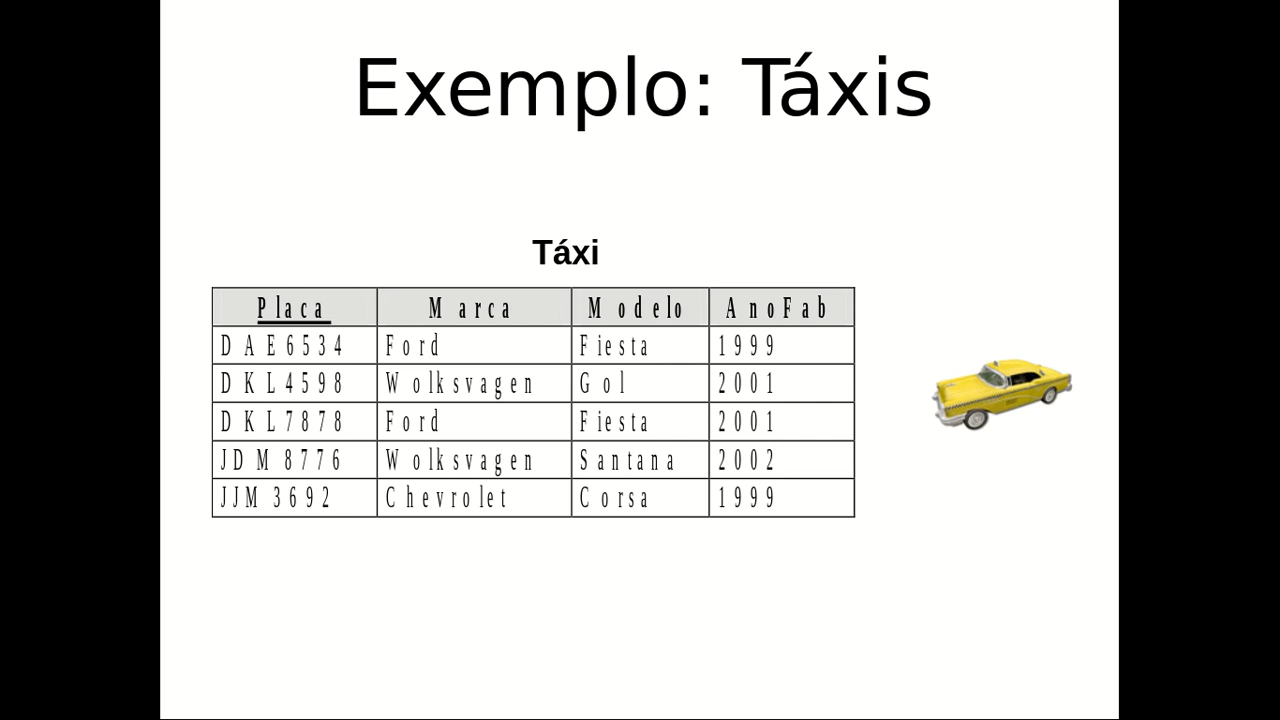 Exemplo: Táxis
Táxi
Placa Marca Modelo AnoFab
DAE6534 Ford Fiesta 1999
DKL4598 Wolksvagen Gol 2001
DKL7878 Ford Fiesta 2001
JDM8776 Wolksvagen Santana 2002
JJM3692 Chevrolet Corsa 1999